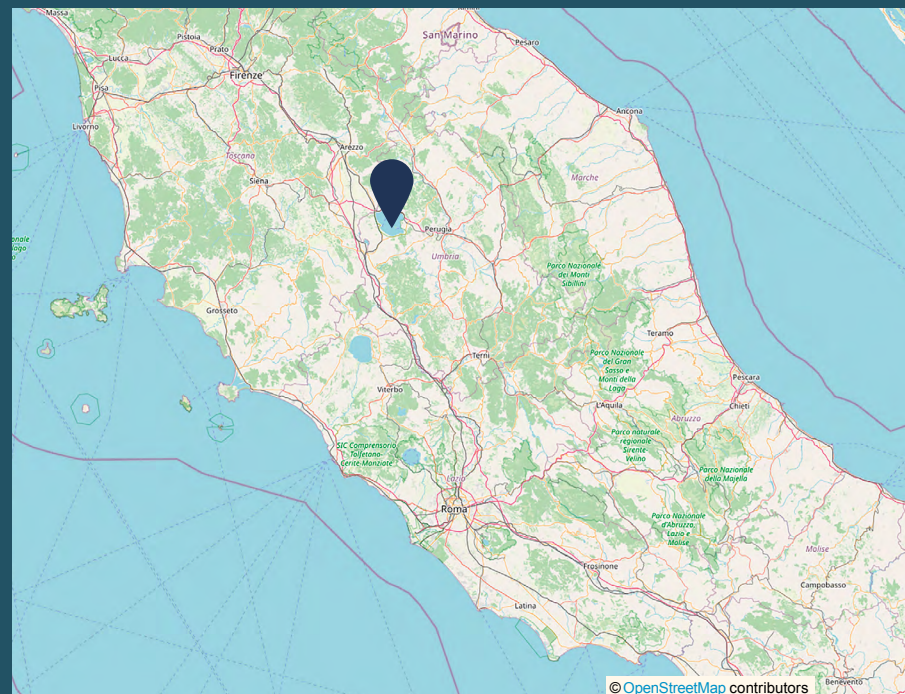 Massa
Pistoia
San Marino
Pesaro
Prato
Lucca
Firenze
Pisa
Ancona
Livorno
Arezzo
Toscana
Siena
Marche
Perugia
Umbria
Parco Nazionale
dei Monti
Sibillini
Grosseto
Teramo
Terni
Parco Nazionale
del Gran
Sasso e
Monti della
Laga
Pescara
Viterbo
L'Aquila
Chieti
Abruzzo
Parco naturale
regionale
Sirente-
Velino
SIC Comprensorio
Tolfetano-
Cerite-Manziate
Parco Nazionale
della Majella
Lazio
Roma
Parco Nazionale
d'Abruzzo,
Lazio e
Molise
Molise
Frosinone
Campobasso
Latina
Benevento
© OpenStreetMap contributors